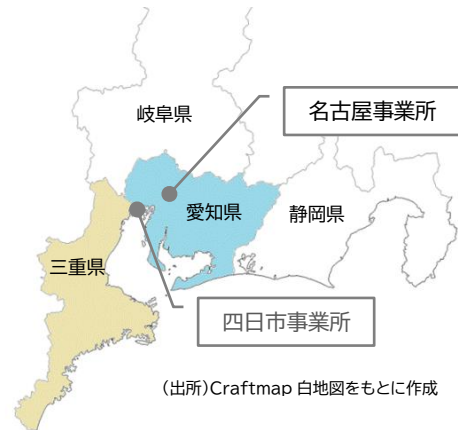 岐阜県
名古屋事業所
愛知県
静岡県
三重県
四日市事業所
(出所)Craftmap 白地図をもとに作成